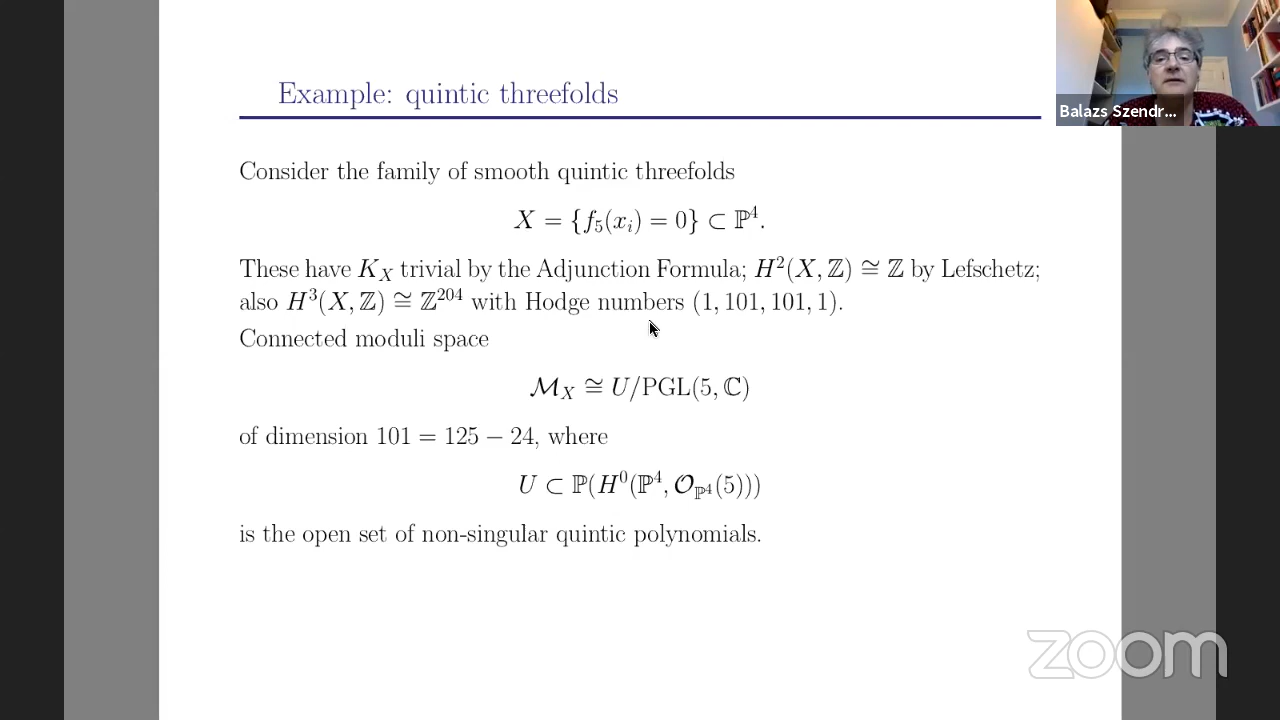 Example: quintic threefolds
Balazs Szendr...
Consider the family of smooth quintic threefolds
X = {f₅(xᵢ) = 0} ⊂ ℙ⁴.
These have K_X trivial by the Adjunction Formula; H²(X, ℤ) ≅ ℤ by Lefschetz;
also H³(X, ℤ) ≅ ℤ²⁰⁴ with Hodge numbers (1, 101, 101, 1).
Connected moduli space
ℳ_X ≅ U/PGL(5, ℂ)
of dimension 101 = 125 − 24, where
U ⊂ ℙ(H⁰(ℙ⁴, 𝒪_ℙ⁴(5)))
is the open set of non-singular quintic polynomials.
zoom